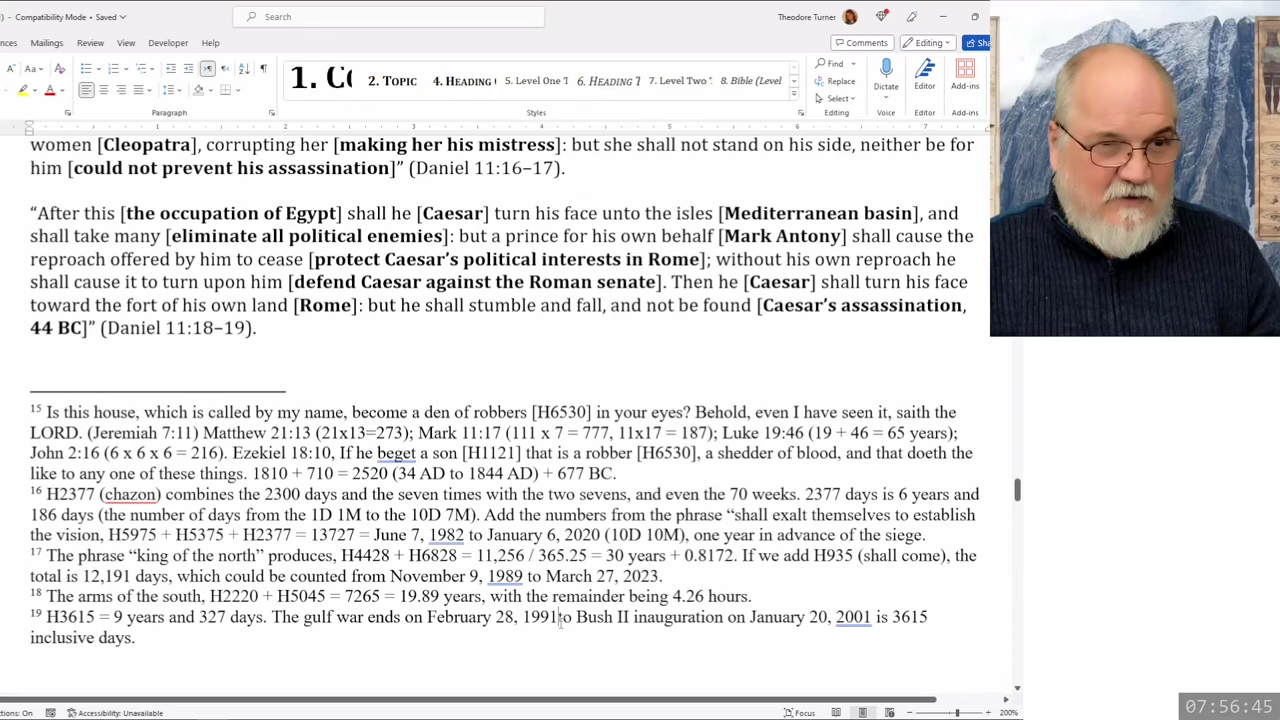 ) - Compatibility Mode • Saved
Search
Theodore Turner
nces Mailings Review View Developer Help
Comments Editing Sha
Aa
Find
Replace
Select
Dictate
Editor
Add-ins
1. Cc 2. TOPIC 4. HEADING 5. Level One T 6. HEADING T 7. Level Two 8. Bible (Level
Paragraph Styles Editing Voice Editor Add-ins
1 2 3 4 5 6 7
women [Cleopatra], corrupting her [making her his mistress]: but she shall not stand on his side, neither be for
him [could not prevent his assassination]” (Daniel 11:16–17).
“After this [the occupation of Egypt] shall he [Caesar] turn his face unto the isles [Mediterranean basin], and
shall take many [eliminate all political enemies]: but a prince for his own behalf [Mark Antony] shall cause the
reproach offered by him to cease [protect Caesar’s political interests in Rome]; without his own reproach he
shall cause it to turn upon him [defend Caesar against the Roman senate]. Then he [Caesar] shall turn his face
toward the fort of his own land [Rome]: but he shall stumble and fall, and not be found [Caesar’s assassination,
44 BC]” (Daniel 11:18–19).
15 Is this house, which is called by my name, become a den of robbers [H6530] in your eyes? Behold, even I have seen it, saith the
LORD. (Jeremiah 7:11) Matthew 21:13 (21x13=273); Mark 11:17 (111 x 7 = 777, 11x17 = 187); Luke 19:46 (19 + 46 = 65 years);
John 2:16 (6 x 6 x 6 = 216). Ezekiel 18:10, If he beget a son [H1121] that is a robber [H6530], a shedder of blood, and that doeth the
like to any one of these things. 1810 + 710 = 2520 (34 AD to 1844 AD) + 677 BC.
16 H2377 (chazon) combines the 2300 days and the seven times with the two sevens, and even the 70 weeks. 2377 days is 6 years and
186 days (the number of days from the 1D 1M to the 10D 7M). Add the numbers from the phrase “shall exalt themselves to establish
the vision, H5975 + H5375 + H2377 = 13727 = June 7, 1982 to January 6, 2020 (10D 10M), one year in advance of the siege.
17 The phrase “king of the north” produces, H4428 + H6828 = 11,256 / 365.25 = 30 years + 0.8172. If we add H935 (shall come), the
total is 12,191 days, which could be counted from November 9, 1989 to March 27, 2023.
18 The arms of the south, H2220 + H5045 = 7265 = 19.89 years, with the remainder being 4.26 hours.
19 H3615 = 9 years and 327 days. The gulf war ends on February 28, 1991to Bush II inauguration on January 20, 2001 is 3615
inclusive days.
ctions: On Accessibility: Unavailable Focus 200%
07:56:45